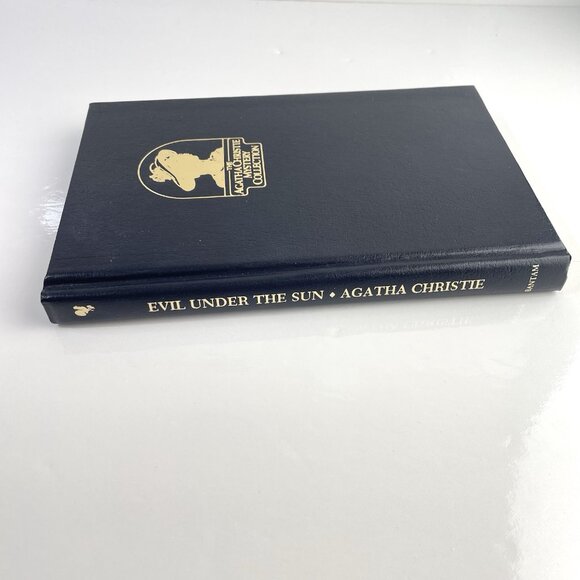 THE
AGATHA CHRISTIE
MYSTERY
COLLECTION
EVIL UNDER THE SUN • AGATHA CHRISTIE
BANTAM